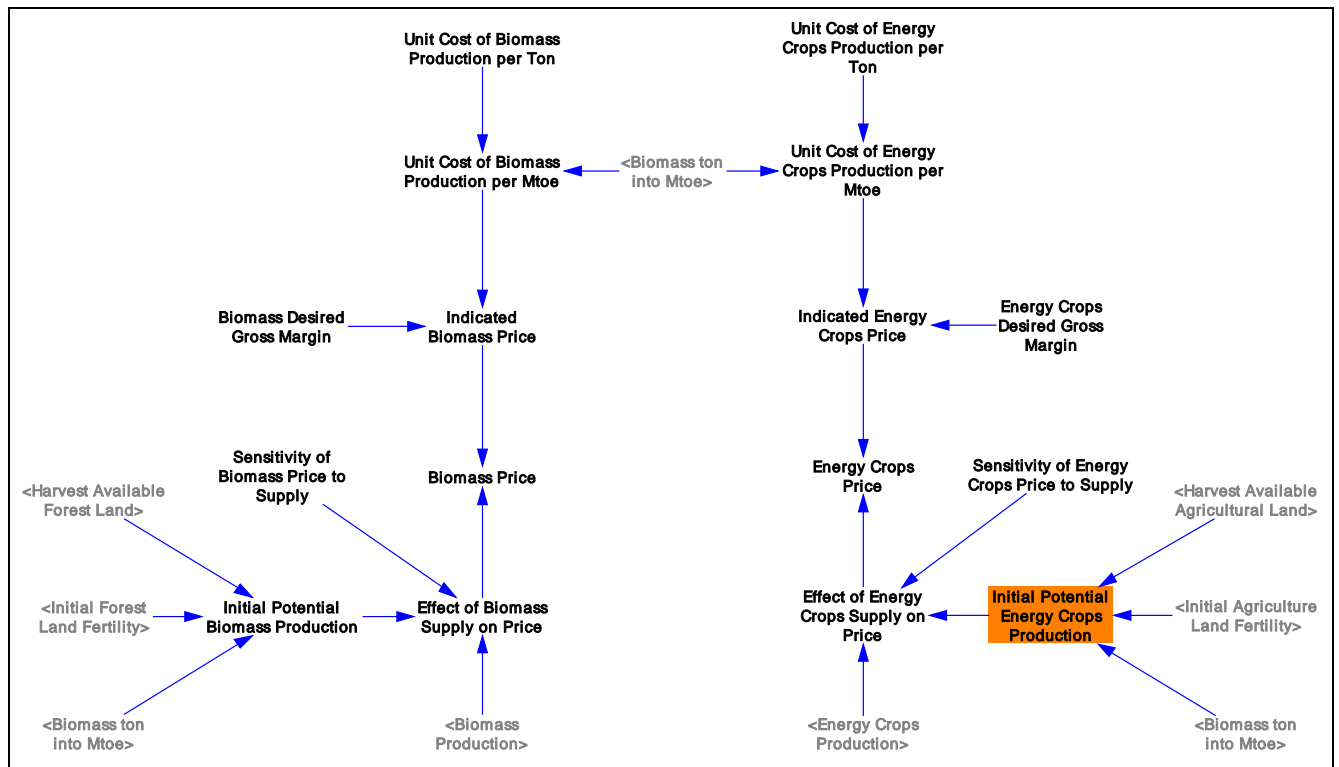 Unit Cost of Biomass
Production per Ton
Unit Cost of Energy
Crops Production per
Ton
Unit Cost of Biomass
Production per Mtoe
<Biomass ton
into Mtoe>
Unit Cost of Energy
Crops Production per
Mtoe
Biomass Desired
Gross Margin
Indicated
Biomass Price
Indicated Energy
Crops Price
Energy Crops
Desired Gross
Margin
<Harvest Available
Forest Land>
Sensitivity of
Biomass Price to
Supply
Biomass Price
Energy Crops
Price
Sensitivity of Energy
Crops Price to Supply
<Harvest Available
Agricultural Land>
<Initial Forest
Land Fertility>
Initial Potential
Biomass Production
Effect of Biomass
Supply on Price
Effect of Energy
Crops Supply on
Price
Initial Potential
Energy Crops
Production
<Initial Agriculture
Land Fertility>
<Biomass ton
into Mtoe>
<Biomass
Production>
<Energy Crops
Production>
<Biomass ton
into Mtoe>